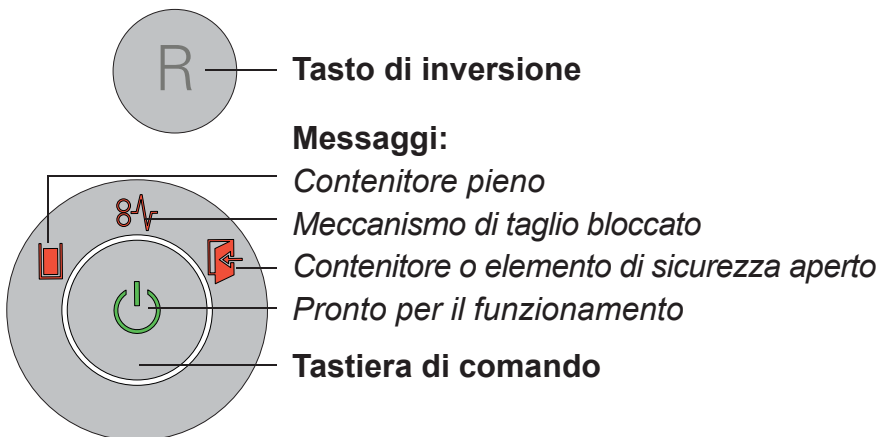 R
Tasto di inversione
Messaggi:
Contenitore pieno
Meccanismo di taglio bloccato
Contenitore o elemento di sicurezza aperto
Pronto per il funzionamento
Tastiera di comando